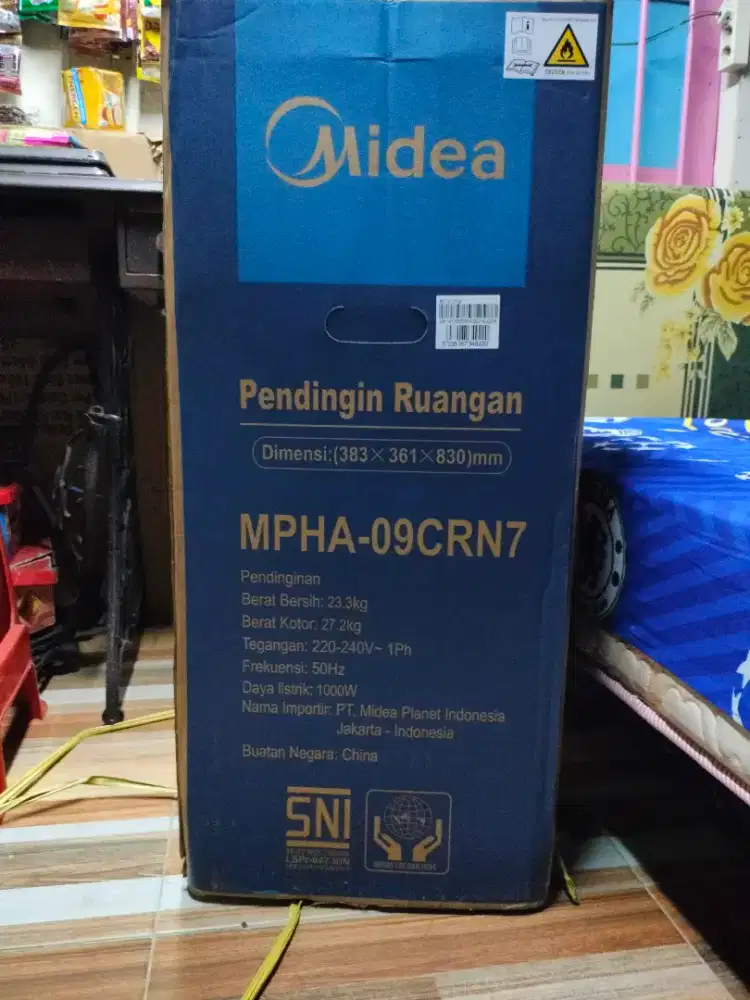 Midea
Pendingin Ruangan
Dimensi:(383×361×830)mm
MPHA-09CRN7
Pendinginan
Berat Bersih: 23.3kg
Berat Kotor: 27.2kg
Tegangan: 220-240V~ 1Ph
Frekuensi: 50Hz
Daya listrik: 1000W
Nama Importir: PT. Midea Planet Indonesia
Jakarta - Indonesia
Buatan Negara: China
SNI